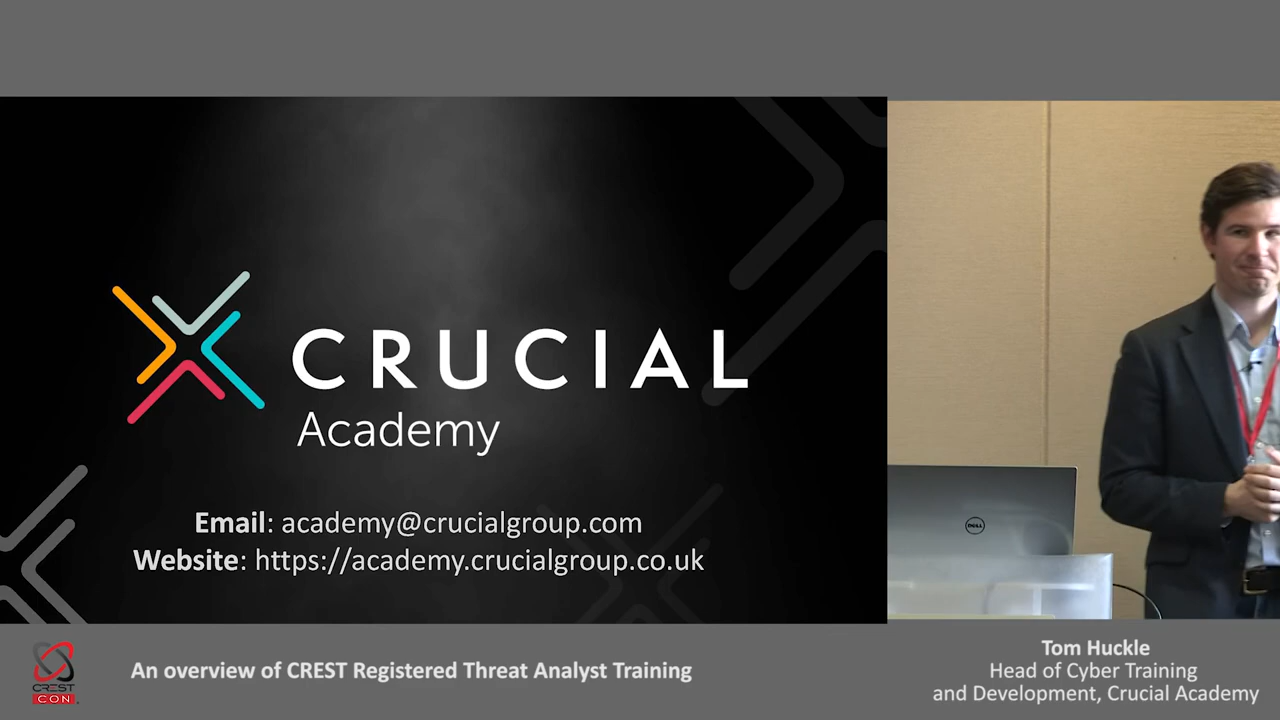 CRUCIAL
Academy
Email: academy@crucialgroup.com
Website: https://academy.crucialgroup.co.uk
DELL
CREST
CON
An overview of CREST Registered Threat Analyst Training
Tom Huckle
Head of Cyber Training
and Development, Crucial Academy